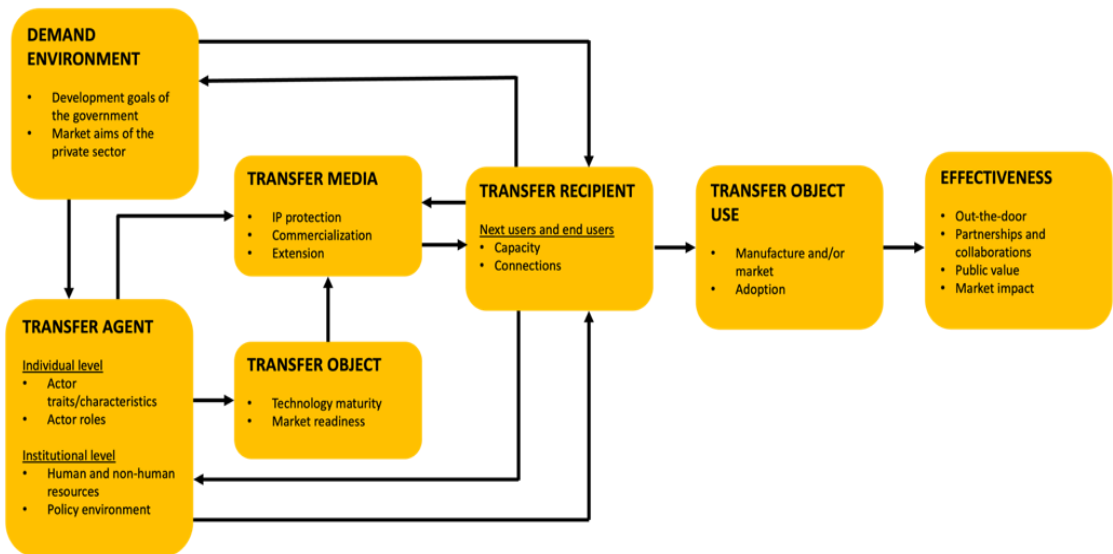 DEMAND
ENVIRONMENT
• Development goals of
the government
• Market aims of the
private sector
TRANSFER MEDIA
• IP protection
• Commercialization
• Extension
TRANSFER RECIPIENT
Next users and end users
• Capacity
• Connections
TRANSFER OBJECT
USE
• Manufacture and/or
market
• Adoption
EFFECTIVENESS
• Out-the-door
• Partnerships and
collaborations
• Public value
• Market impact
TRANSFER AGENT
Individual level
• Actor
traits/characteristics
• Actor roles
Institutional level
• Human and non-human
resources
• Policy environment
TRANSFER OBJECT
• Technology maturity
• Market readiness